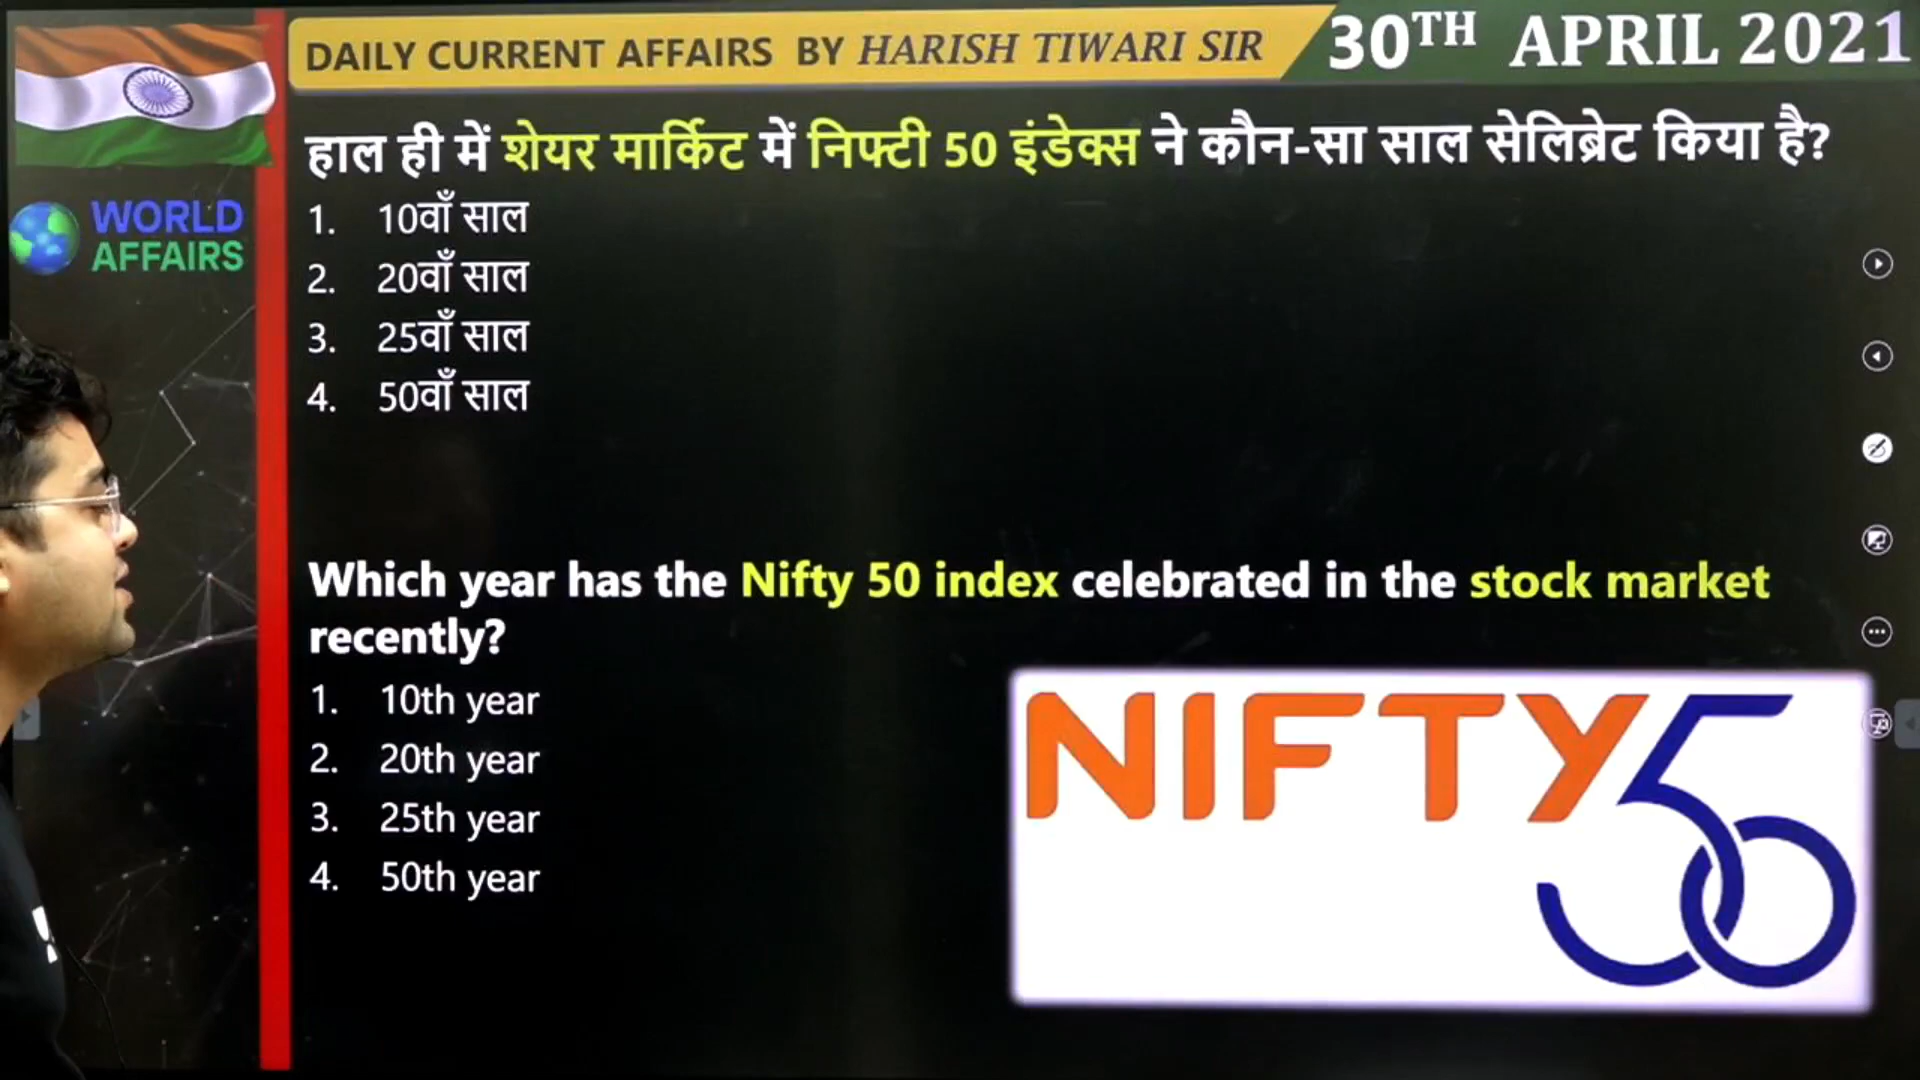 DAILY CURRENT AFFAIRS BY HARISH TIWARI SIR
30TH APRIL 2021
WORLD
AFFAIRS
हाल ही में शेयर मार्किट में निफ्टी 50 इंडेक्स ने कौन-सा साल सेलिब्रेट किया है?
1. 10वाँ साल
2. 20वाँ साल
3. 25वाँ साल
4. 50वाँ साल
Which year has the Nifty 50 index celebrated in the stock market
recently?
1. 10th year
2. 20th year
3. 25th year
4. 50th year
NIFTY50